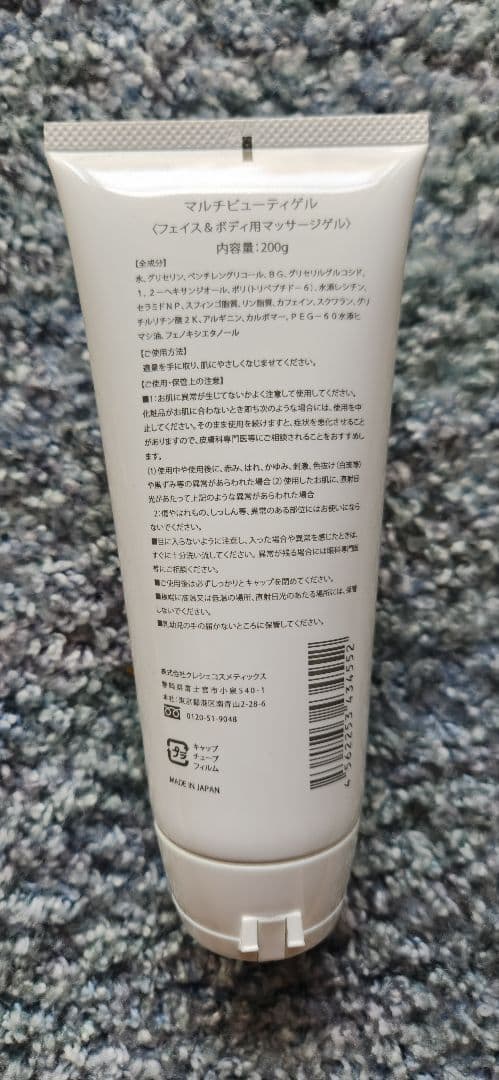 マルチビューティゲル
〈フェイス&ボディ用マッサージゲル〉
内容量:200g
【全成分】
水、グリセリン、ペンチレングリコール、BG、グリセリルグルコシド、
1,2-ヘキサンジオール、ポリ(トリペプチド-6)、水添レシチン、
セラミドNP、スフィンゴ脂質、リン脂質、カフェイン、スクワラン、グリ
チルリチン酸2K、アルギニン、カルボマー、PEG-60水添ヒ
マシ油、フェノキシエタノール
【ご使用方法】
適量を手に取り、肌にやさしくなじませてください。
【ご使用・保管上の注意】
■1:お肌に異常が生じてないかよく注意して使用してください。
化粧品がお肌に合わないとき即ち次のような場合には、使用を中
止してください。そのまま使用を続けますと、症状を悪化させること
がありますので、皮膚科専門医等にご相談されることをおすすめしま
す。
(1)使用中や使用後に、赤み、はれ、かゆみ、刺激、色抜け(白斑等)
や黒ずみ等の異常があらわれた場合(2)使用したお肌に、直射日
光があたって上記のような異常があらわれた場合
2:傷やはれもの、しっしん等、異常のある部位にはお使いになら
ないでください。
■目に入らないように注意し、入った場合や異常を感じたときは、
すぐに十分洗い流してください。異常が残る場合には眼科専門医
等にご相談ください。
■ご使用後は必ずしっかりとキャップを閉めてください。
■極端に高温又は低温の場所、直射日光のあたる場所には、保管
しないでください。
■乳幼児の手の届かないところに保管してください。
株式会社クレシェコスメティックス
静岡県富士宮市小泉540-1
本社:東京都港区南青山2-28-6
0120-51-9048
プラ
キャップ
チューブ
フィルム
MADE IN JAPAN
4562253434552